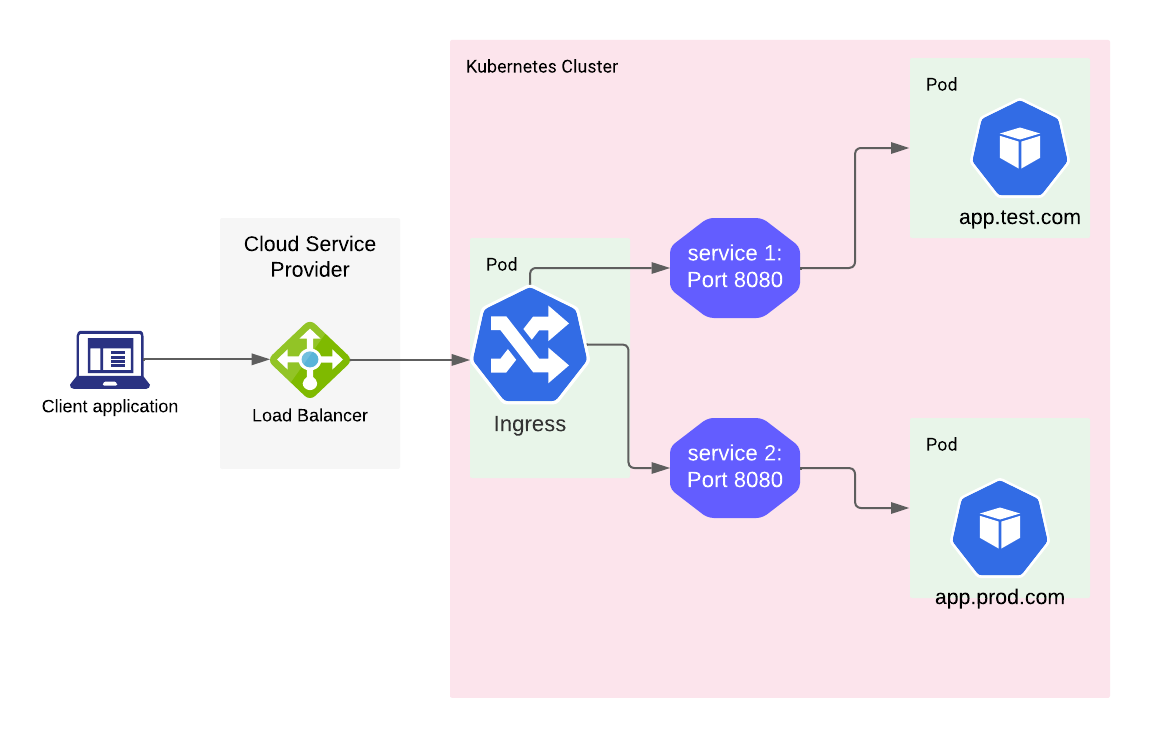 Kubernetes Cluster
Pod
app.test.com
Cloud Service
Provider
Load Balancer
Client application
Pod
Ingress
service 1:
Port 8080
service 2:
Port 8080
Pod
app.prod.com